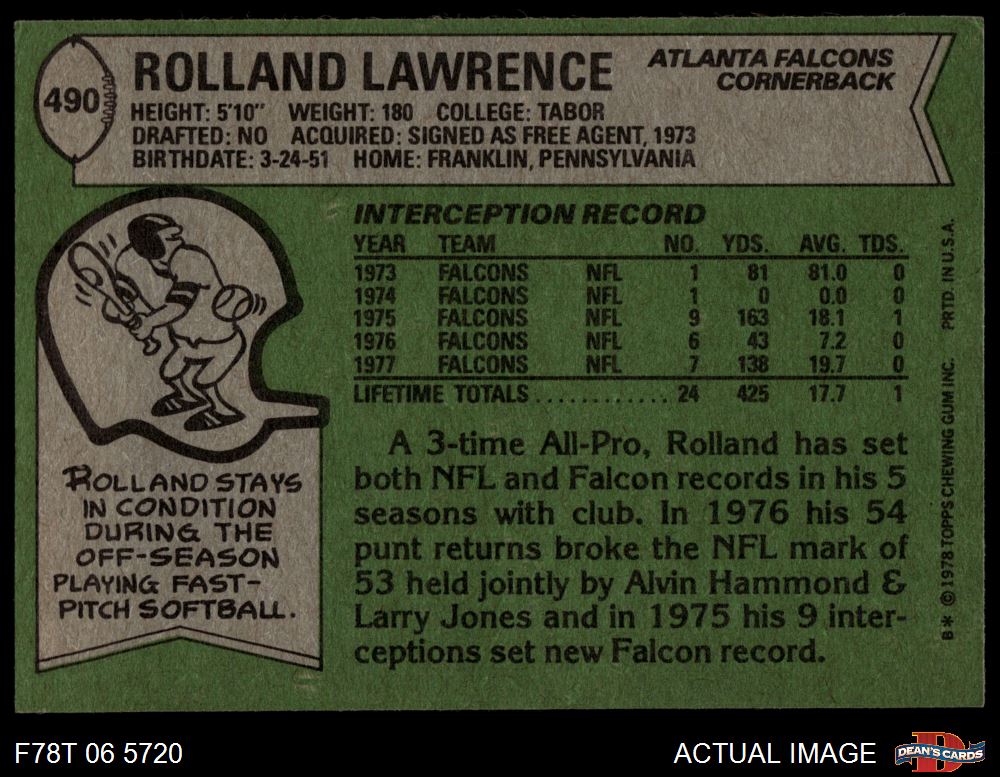 490
ROLLAND LAWRENCE
ATLANTA FALCONS
CORNERBACK
HEIGHT: 5'10" WEIGHT: 180 COLLEGE: TABOR
DRAFTED: NO ACQUIRED: SIGNED AS FREE AGENT, 1973
BIRTHDATE: 3-24-51 HOME: FRANKLIN, PENNSYLVANIA
INTERCEPTION RECORD
YEAR TEAM NO. YDS. AVG. TDS.
1973 FALCONS NFL 1 81 81.0 0
1974 FALCONS NFL 1 0 0.0 0
1975 FALCONS NFL 9 163 18.1 1
1976 FALCONS NFL 6 43 7.2 0
1977 FALCONS NFL 7 138 19.7 0
LIFETIME TOTALS............ 24 425 17.7 1
A 3-time All-Pro, Rolland has set
both NFL and Falcon records in his 5
seasons with club. In 1976 his 54
punt returns broke the NFL mark of
53 held jointly by Alvin Hammond &
Larry Jones and in 1975 his 9 inter-
ceptions set new Falcon record.
ROLLAND STAYS
IN CONDITION
DURING THE
OFF-SEASON
PLAYING FAST-
PITCH SOFTBALL.
B* © 1978 TOPPS CHEWING GUM INC. PRTD. IN U.S.A.
F78T 06 5720
ACTUAL IMAGE
DEAN'S CARDS